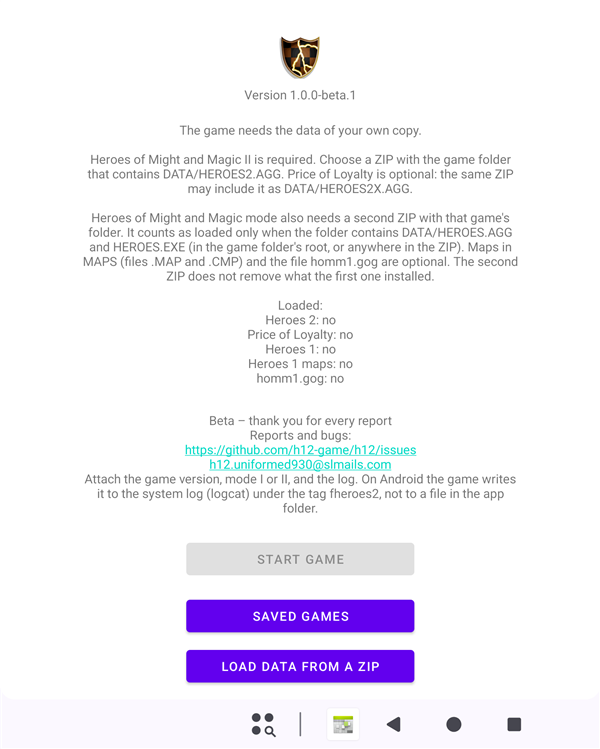 Version 1.0.0-beta.1
The game needs the data of your own copy.
Heroes of Might and Magic II is required. Choose a ZIP with the game folder
that contains DATA/HEROES2.AGG. Price of Loyalty is optional: the same ZIP
may include it as DATA/HEROES2X.AGG.
Heroes of Might and Magic mode also needs a second ZIP with that game's
folder. It counts as loaded only when the folder contains DATA/HEROES.AGG
and HEROES.EXE (in the game folder's root, or anywhere in the ZIP). Maps in
MAPS (files .MAP and .CMP) and the file homm1.gog are optional. The second
ZIP does not remove what the first one installed.
Loaded:
Heroes 2: no
Price of Loyalty: no
Heroes 1: no
Heroes 1 maps: no
homm1.gog: no
Beta – thank you for every report
Reports and bugs:
https://github.com/h12-game/h12/issues
h12.uniformed930@slmails.com
Attach the game version, mode I or II, and the log. On Android the game writes
it to the system log (logcat) under the tag fheroes2, not to a file in the app
folder.
START GAME
SAVED GAMES
LOAD DATA FROM A ZIP